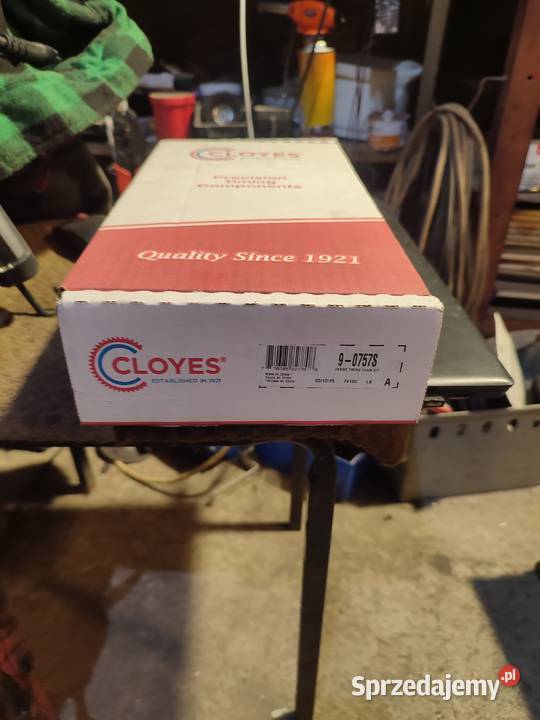 CLOYES
Precision
Timing
Components
Quality Since 1921
CLOYES®
ESTABLISHED IN 1921
9-0757S
A
Sprzedajemy.pl